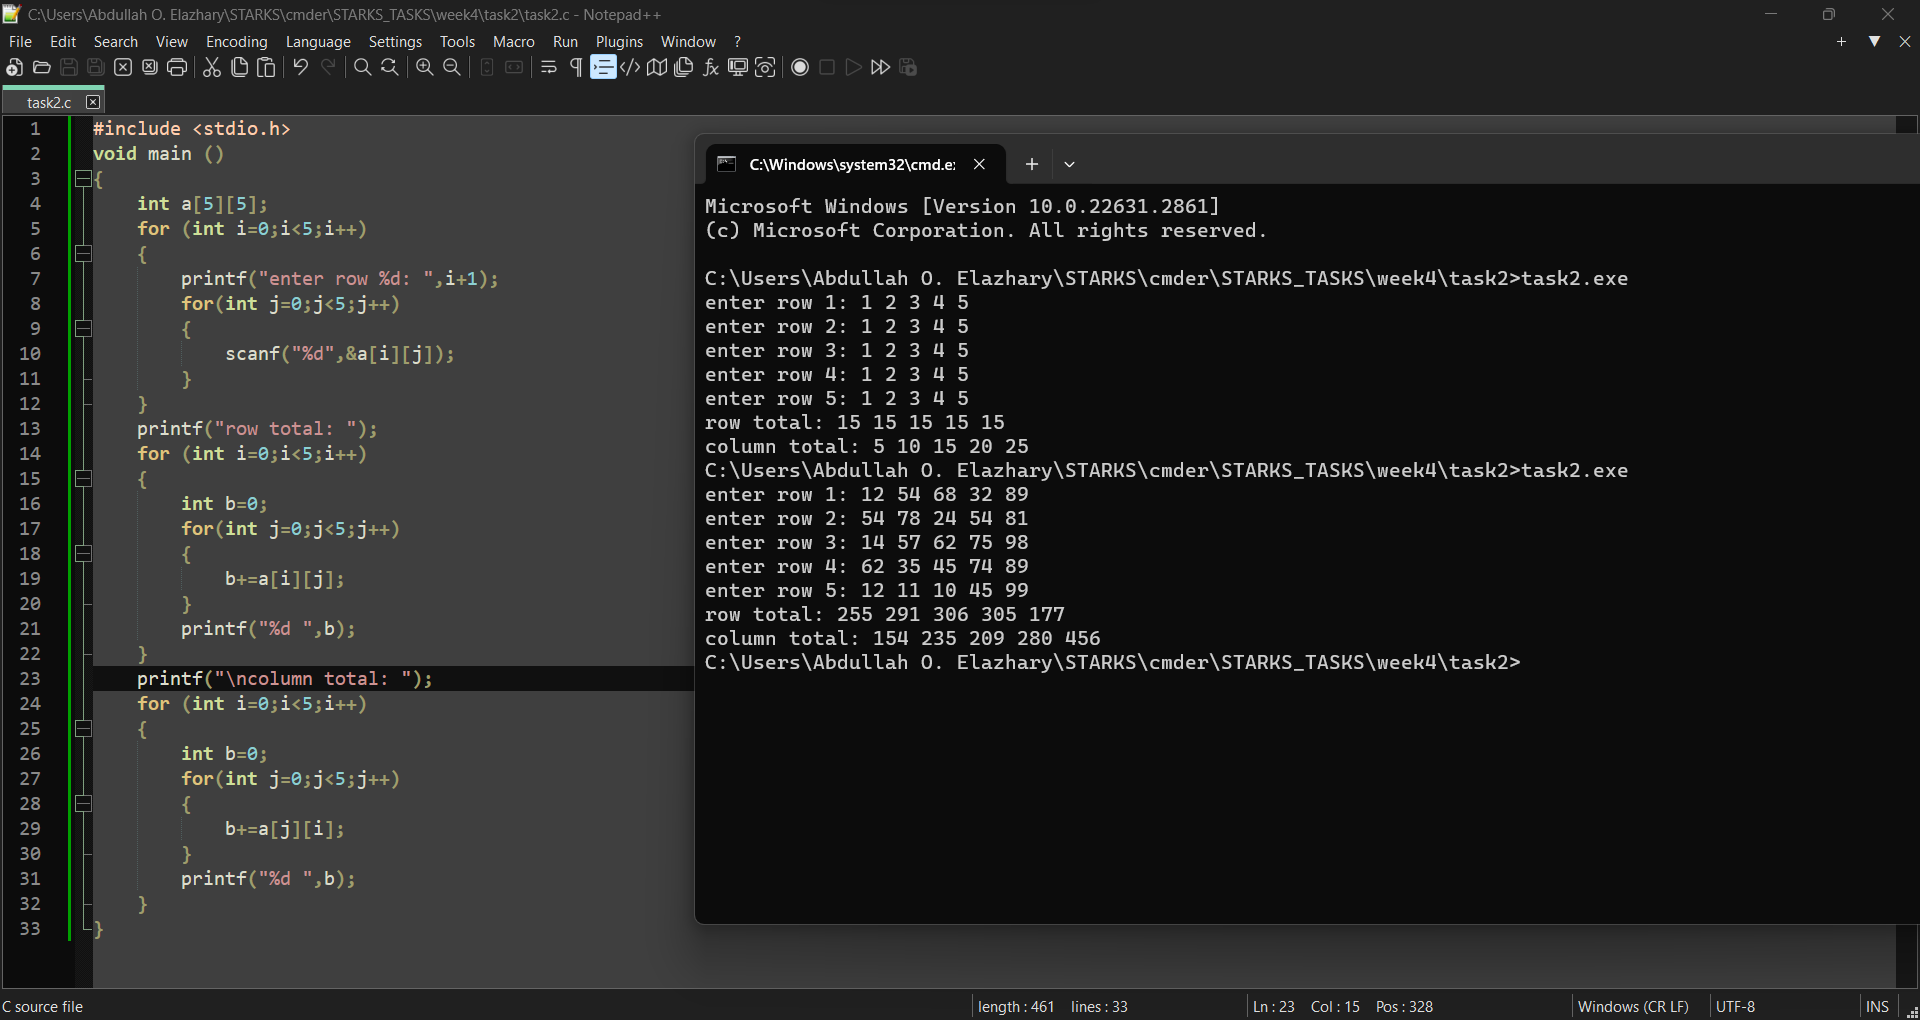 C:\Users\Abdullah O. Elazhary\STARKS\cmder\STARKS_TASKS\week4\task2\task2.c - Notepad++
File Edit Search View Encoding Language Settings Tools Macro Run Plugins Window ?
task2.c
1 #include <stdio.h>
2 void main ()
3 {
4 int a[5][5];
5 for (int i=0;i<5;i++)
6 {
7 printf("enter row %d: ",i+1);
8 for(int j=0;j<5;j++)
9 {
10 scanf("%d",&a[i][j]);
11 }
12 }
13 printf("row total: ");
14 for (int i=0;i<5;i++)
15 {
16 int b=0;
17 for(int j=0;j<5;j++)
18 {
19 b+=a[i][j];
20 }
21 printf("%d ",b);
22 }
23 printf("\ncolumn total: ");
24 for (int i=0;i<5;i++)
25 {
26 int b=0;
27 for(int j=0;j<5;j++)
28 {
29 b+=a[j][i];
30 }
31 printf("%d ",b);
32 }
33 }
C:\Windows\system32\cmd.e
Microsoft Windows [Version 10.0.22631.2861]
(c) Microsoft Corporation. All rights reserved.
C:\Users\Abdullah O. Elazhary\STARKS\cmder\STARKS_TASKS\week4\task2>task2.exe
enter row 1: 1 2 3 4 5
enter row 2: 1 2 3 4 5
enter row 3: 1 2 3 4 5
enter row 4: 1 2 3 4 5
enter row 5: 1 2 3 4 5
row total: 15 15 15 15 15
column total: 5 10 15 20 25
C:\Users\Abdullah O. Elazhary\STARKS\cmder\STARKS_TASKS\week4\task2>task2.exe
enter row 1: 12 54 68 32 89
enter row 2: 54 78 24 54 81
enter row 3: 14 57 62 75 98
enter row 4: 62 35 45 74 89
enter row 5: 12 11 10 45 99
row total: 255 291 306 305 177
column total: 154 235 209 280 456
C:\Users\Abdullah O. Elazhary\STARKS\cmder\STARKS_TASKS\week4\task2>
C source file length : 461 lines : 33 Ln : 23 Col : 15 Pos : 328 Windows (CR LF) UTF-8 INS